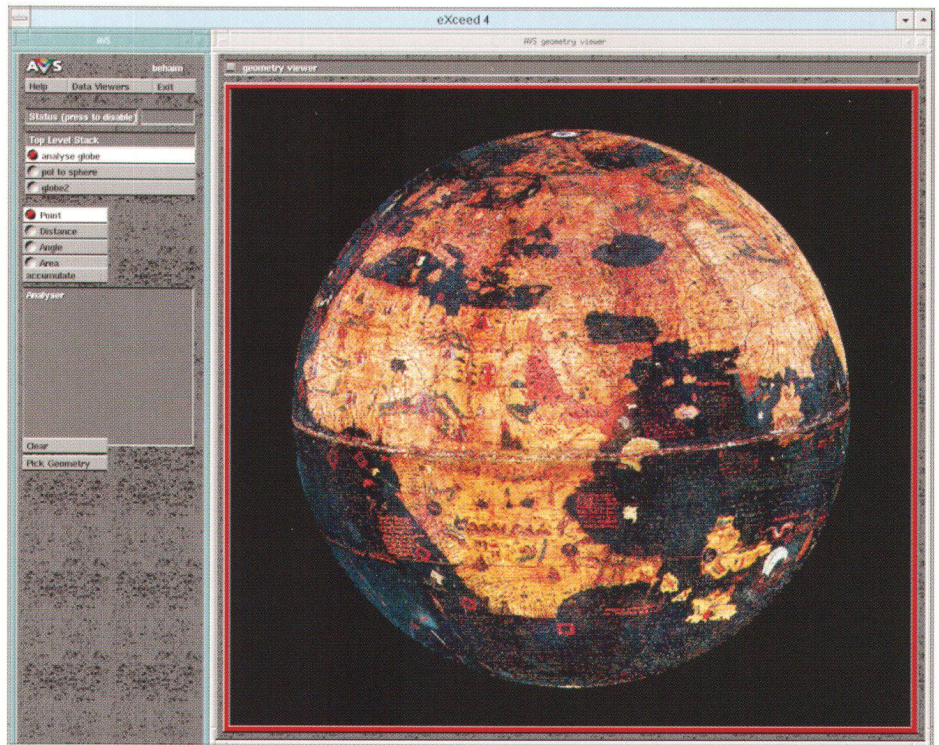 eXceed 4
AVS
AVS geometry viewer
AVS behaim
geometry viewer
Help Data Viewers Exit
Status (press to disable)
Top Level Stack
analyse globe
pol to sphere
globe2
Point
Distance
Angle
Area
accumulate
Analyser
Clear
Pick Geometry